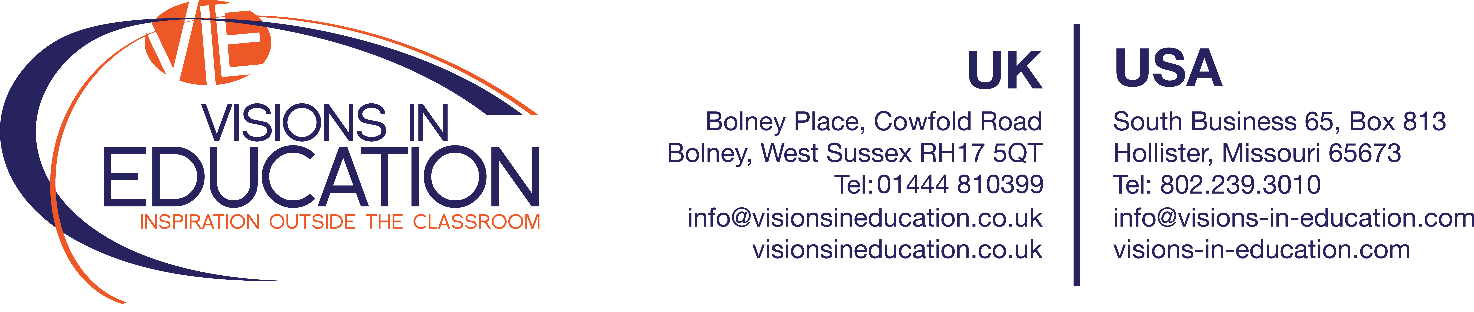 VIE
VISIONS IN
EDUCATION
INSPIRATION OUTSIDE THE CLASSROOM
UK
Bolney Place, Cowfold Road
Bolney, West Sussex RH17 5QT
Tel: 01444 810399
info@visionsineducation.co.uk
visionsineducation.co.uk
USA
South Business 65, Box 813
Hollister, Missouri 65673
Tel: 802.239.3010
info@visions-in-education.com
visions-in-education.com